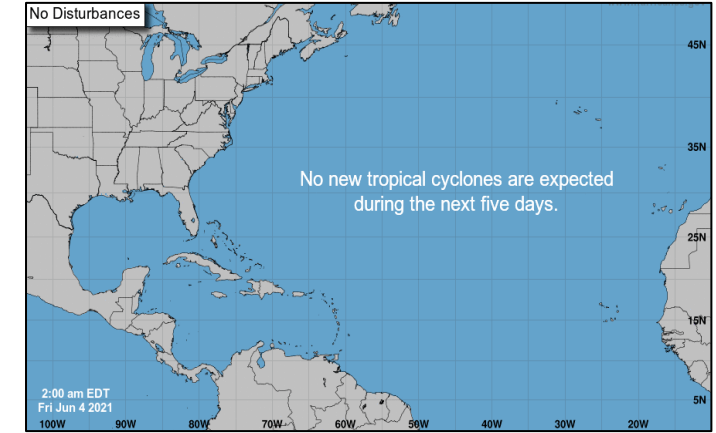 No Disturbances
45N
35N
No new tropical cyclones are expected
during the next five days.
25N
15N
5N
2:00 am EDT
Fri Jun 4 2021
100W 90W 80W 70W 60W 50W 40W 30W 20W